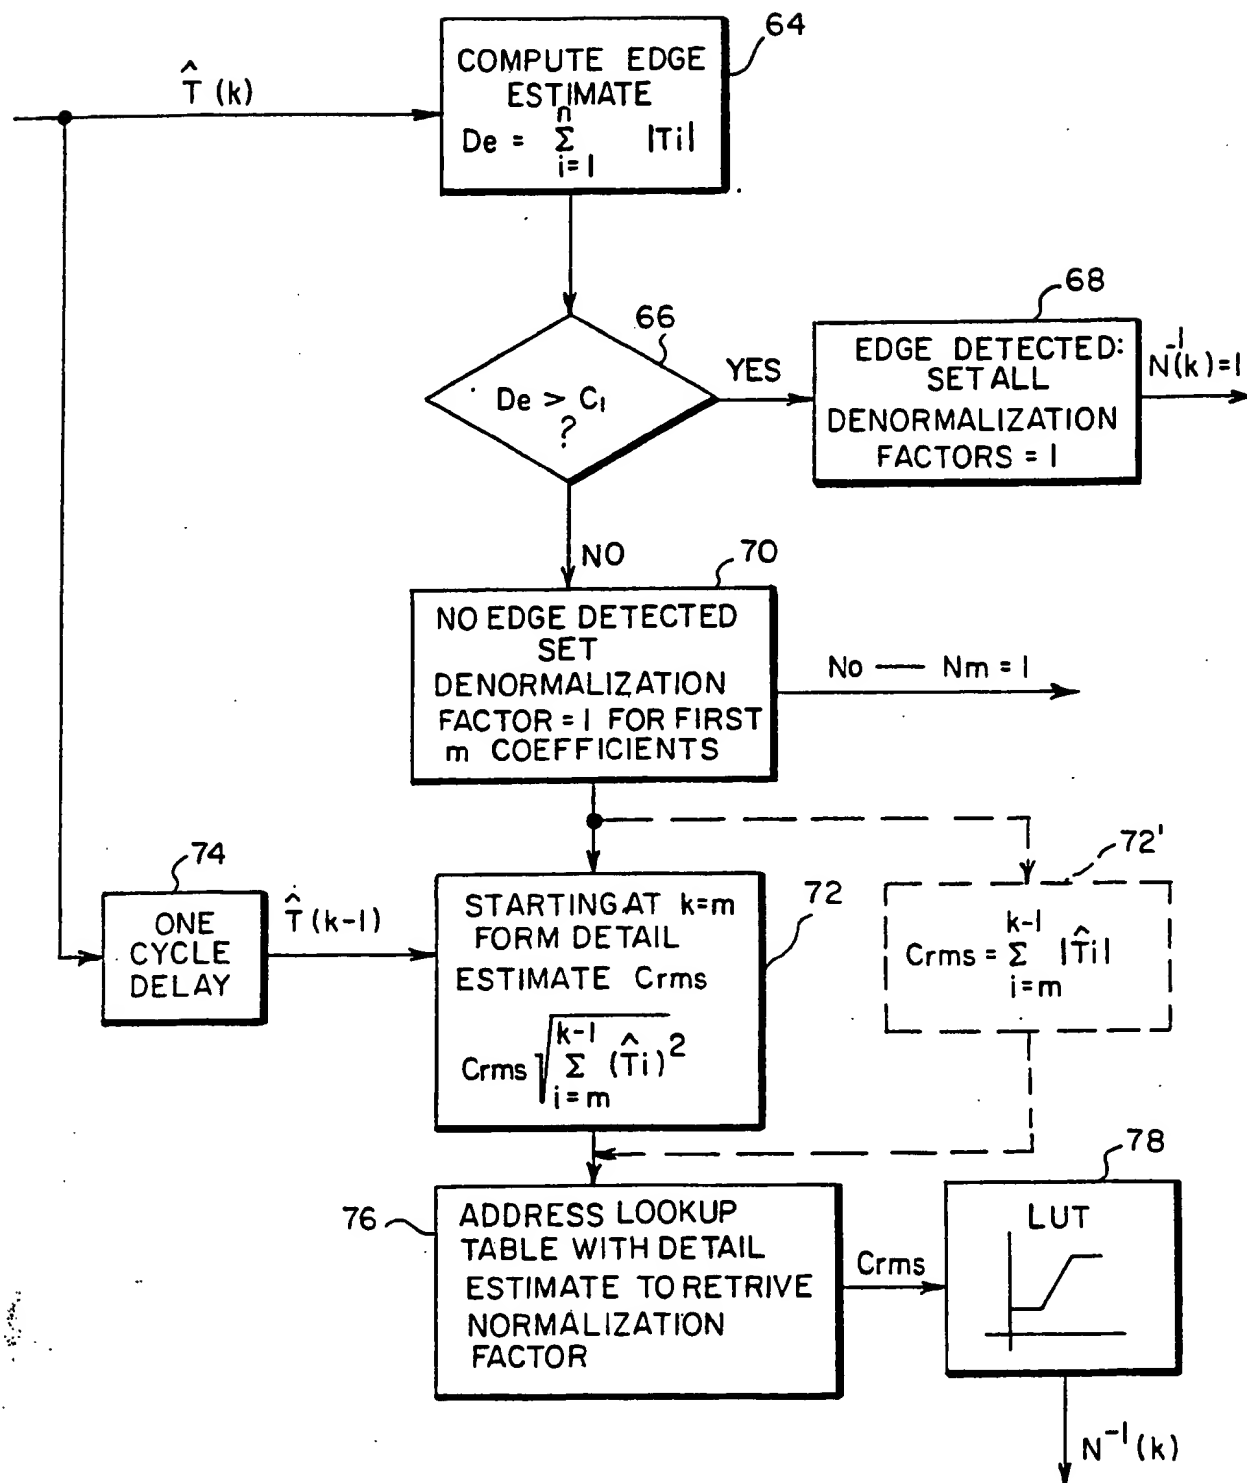 64
T̂ (k)
COMPUTE EDGE
ESTIMATE
De = n Σ i=1 |Ti|
66
De > C1
?
YES
68
EDGE DETECTED:
SET ALL
DENORMALIZATION
FACTORS = 1
N⁻¹(k)=1
NO
70
NO EDGE DETECTED
SET
DENORMALIZATION
FACTOR = 1 FOR FIRST
m COEFFICIENTS
No — Nm = 1
74
ONE
CYCLE
DELAY
T̂ (k-1)
72
STARTING AT k=m
FORM DETAIL
ESTIMATE Crms
Crms √ k-1 Σ i=m (T̂i)²
72'
Crms = k-1 Σ i=m |T̂i|
76
ADDRESS LOOKUP
TABLE WITH DETAIL
ESTIMATE TO RETRIVE
NORMALIZATION
FACTOR
Crms
78
LUT
N⁻¹(k)